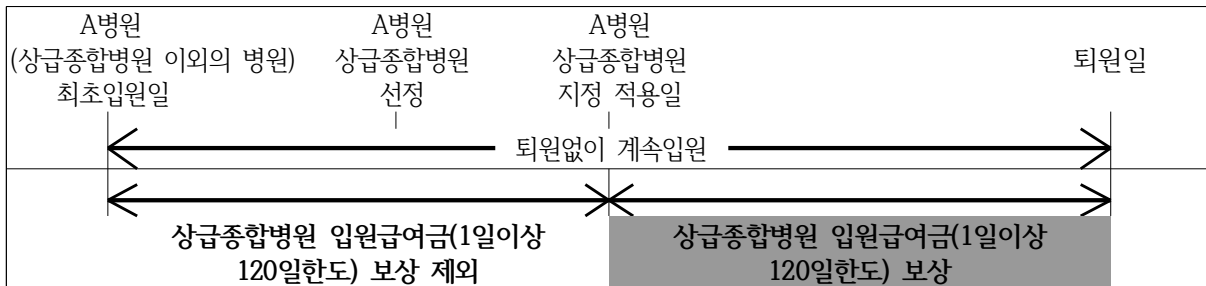 A병원
(상급종합병원 이외의 병원)
최초입원일
A병원
상급종합병원
선정
A병원
상급종합병원
지정 적용일
퇴원일
퇴원없이 계속입원
상급종합병원 입원급여금(1일이상
120일한도) 보상 제외
상급종합병원 입원급여금(1일이상
120일한도) 보상